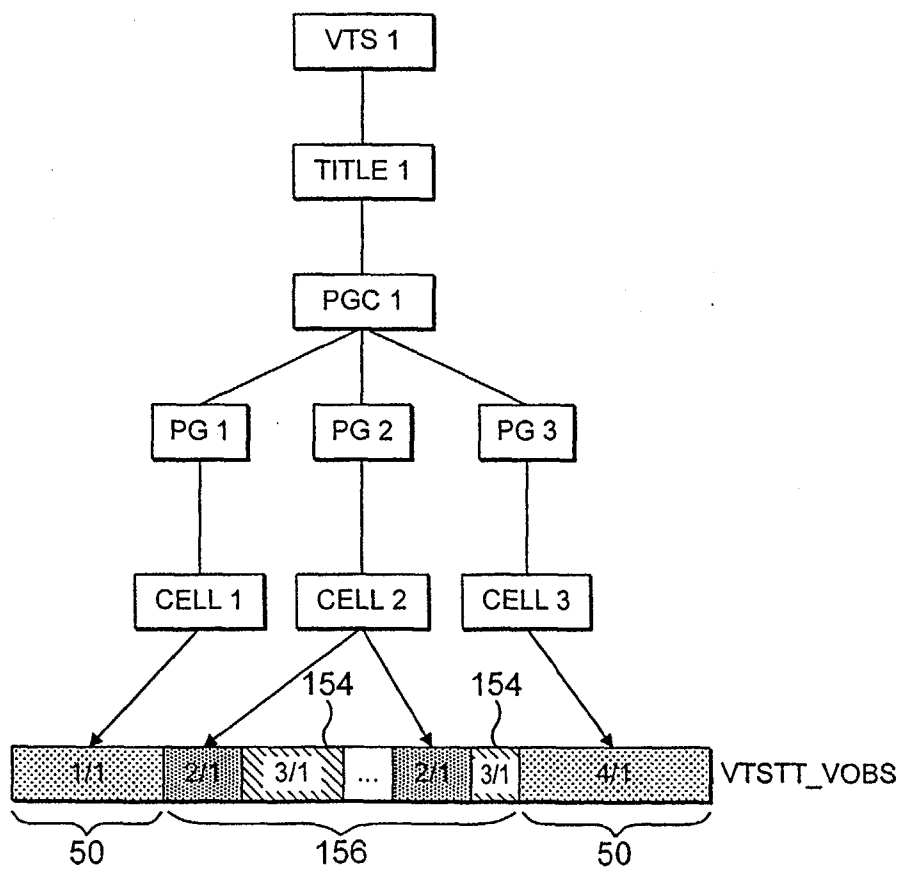 VTS 1
TITLE 1
PGC 1
PG 1 PG 2 PG 3
CELL 1 CELL 2 CELL 3
154 154
1/1 2/1 3/1 ... 2/1 3/1 4/1 VTSTT_VOBS
50 156 50